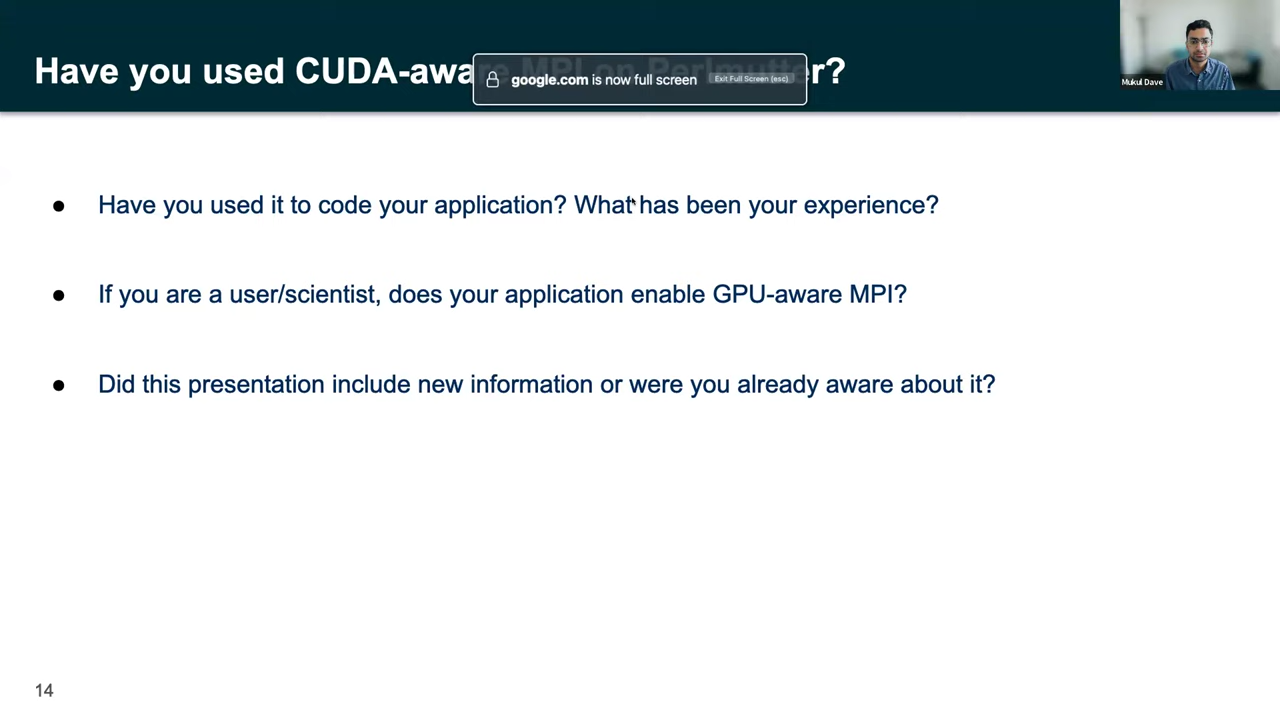 Have you used CUDA-aware MPI on Perlmutter?
google.com is now full screen Exit Full Screen (esc)
Mukul Dave
● Have you used it to code your application? What has been your experience?
● If you are a user/scientist, does your application enable GPU-aware MPI?
● Did this presentation include new information or were you already aware about it?
14